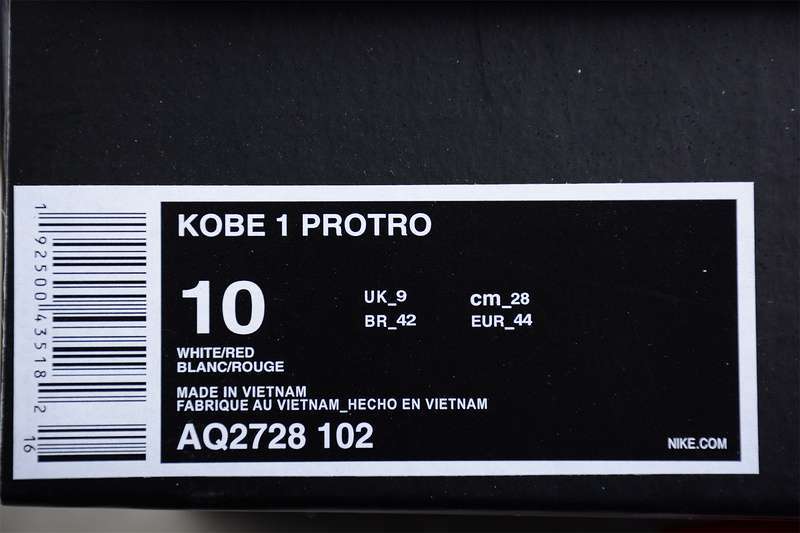 KOBE 1 PROTRO
10
UK_9
cm_28
BR_42
EUR_44
WHITE/RED
BLANC/ROUGE
MADE IN VIETNAM
FABRIQUE AU VIETNAM_HECHO EN VIETNAM
AQ2728 102
NIKE.COM
1 92500 43518 2
16